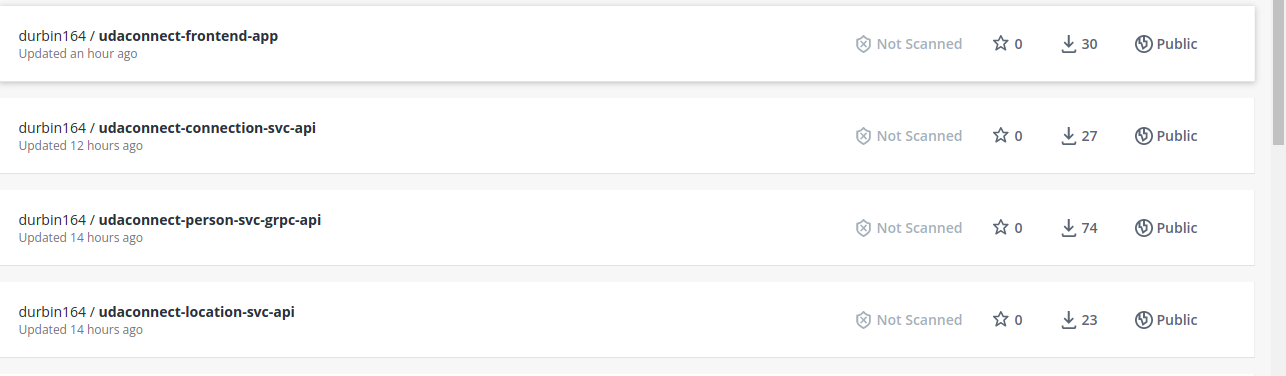 durbin164 / udaconnect-frontend-app Not Scanned 0 30 Public
Updated an hour ago
durbin164 / udaconnect-connection-svc-api Not Scanned 0 27 Public
Updated 12 hours ago
durbin164 / udaconnect-person-svc-grpc-api Not Scanned 0 74 Public
Updated 14 hours ago
durbin164 / udaconnect-location-svc-api Not Scanned 0 23 Public
Updated 14 hours ago